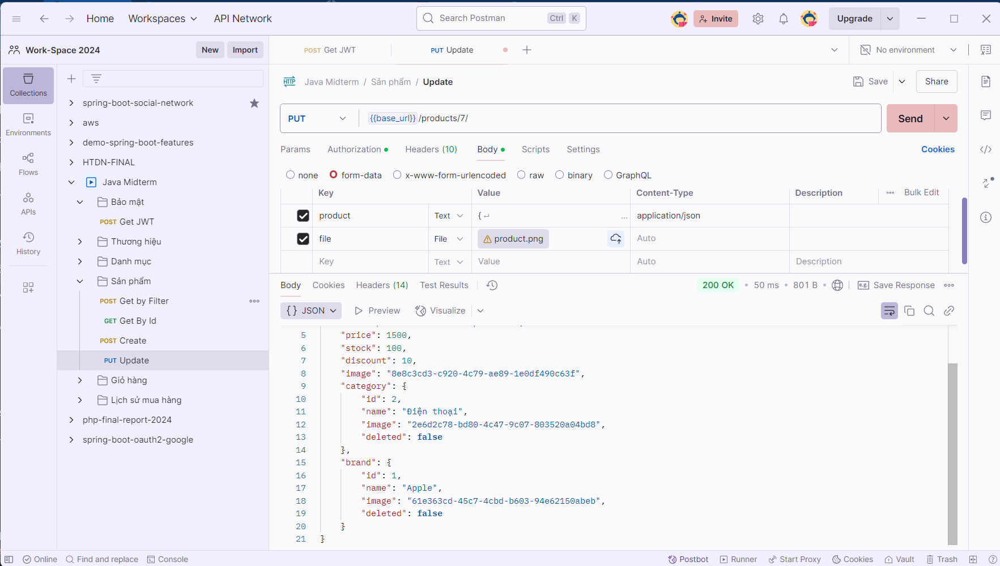 Home
Workspaces
API Network
Search Postman
Ctrl
K
Invite
Upgrade
Work-Space 2024
New
Import
POST Get JWT
PUT Update
No environment
Collections
Environments
Flows
APIs
History
spring-boot-social-network
aws
demo-spring-boot-features
HTDN-FINAL
Java Midterm
Bảo mật
POST Get JWT
Thương hiệu
Danh mục
Sản phẩm
POST Get by Filter
GET Get By Id
POST Create
PUT Update
Giỏ hàng
Lịch sử mua hàng
php-final-report-2024
spring-boot-oauth2-google
HTTP Java Midterm / Sản phẩm / Update
Save
Share
PUT
{{base_url}}/products/7/
Send
Params
Authorization
Headers (10)
Body
Scripts
Settings
Cookies
none
form-data
x-www-form-urlencoded
raw
binary
GraphQL
Key Value Content-Type Description Bulk Edit
product Text { ↵ ... application/json
file File product.png Auto
Key Text Value Auto Description
Body
Cookies
Headers (14)
Test Results
200 OK • 50 ms • 801 B •
e.g. Save Response
{} JSON
Preview
Visualize
5 "price": 1500,
6 "stock": 100,
7 "discount": 10,
8 "image": "8e8c3cd3-c920-4c79-ae89-1e0df490c63f",
9 "category": {
10 "id": 2,
11 "name": "Điện thoại",
12 "image": "2e6d2c78-bd80-4c47-9c07-803520a04bd8",
13 "deleted": false
14 },
15 "brand": {
16 "id": 1,
17 "name": "Apple",
18 "image": "61e363cd-45c7-4cbd-b603-94e62150abeb",
19 "deleted": false
20 }
21 }
Online
Find and replace
Console
Postbot
Runner
Start Proxy
Cookies
Vault
Trash